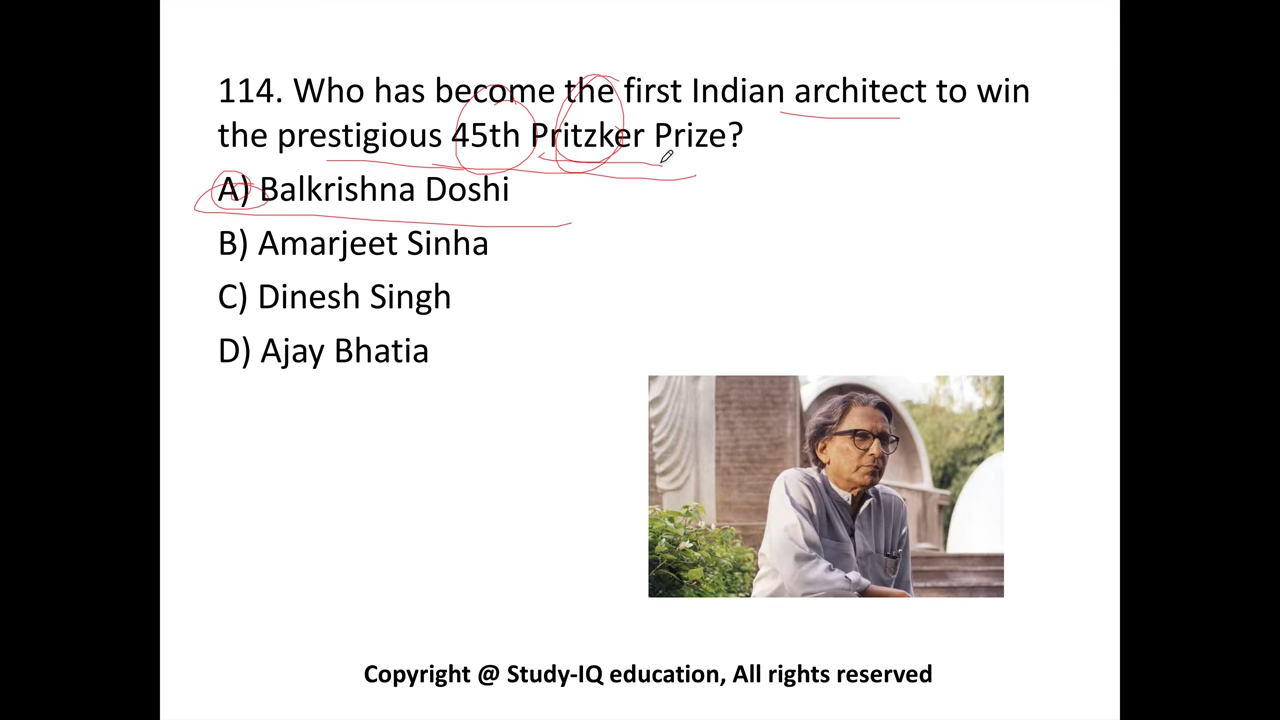 114. Who has become the first Indian architect to win
the prestigious 45th Pritzker Prize?
A) Balkrishna Doshi
B) Amarjeet Sinha
C) Dinesh Singh
D) Ajay Bhatia
Copyright @ Study-IQ education, All rights reserved